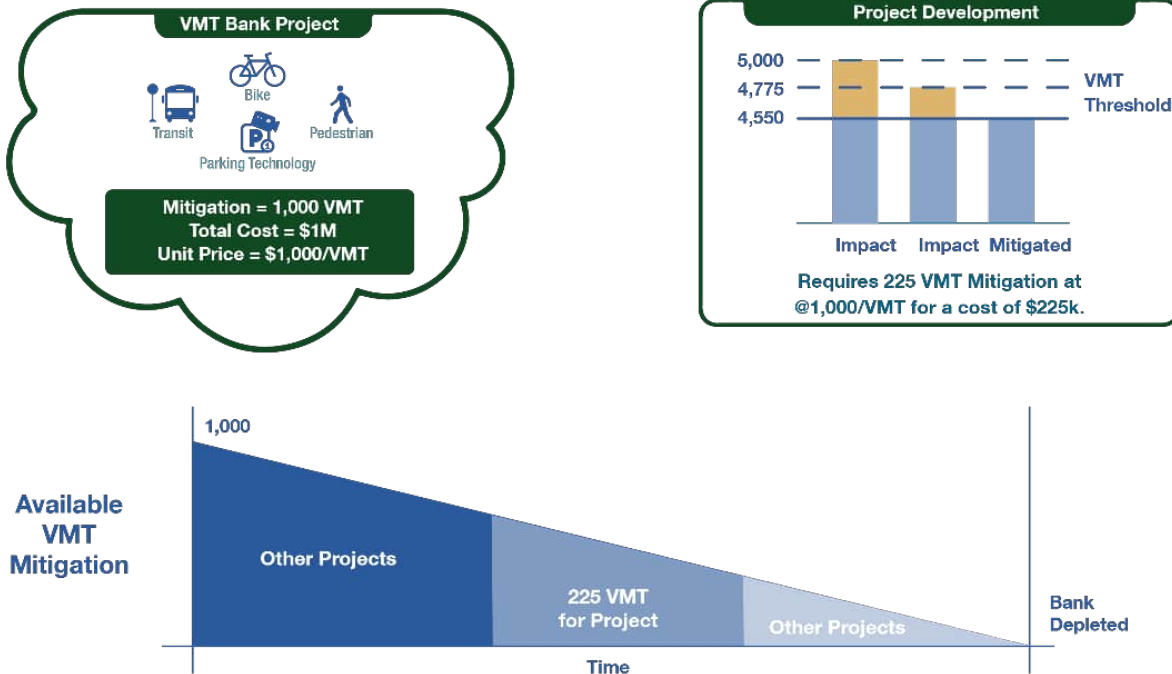 VMT Bank Project
Bike
Transit
Pedestrian
P
1
Parking Technology
Mitigation = 1,000 VMT
Total Cost = $1M
Unit Price = $1,000/VMT
Project Development
5,000
4,775
4,550
VMT
Threshold
Impact
Impact
Mitigated
Requires 225 VMT Mitigation at
@1,000/VMT for a cost of $225k.
1,000
Available
VMT
Mitigation
Other Projects
225 VMT
for Project
Other Projects
Bank
Depleted
Time